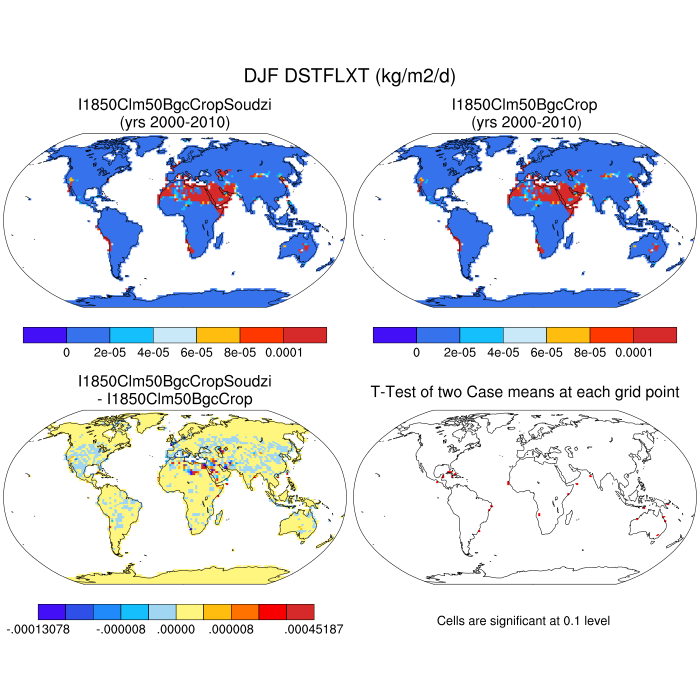 DJF DSTFLXT (kg/m2/d)
I1850Clm50BgcCropSoudzi
(yrs 2000-2010)
I1850Clm50BgcCrop
(yrs 2000-2010)
0 2e-05 4e-05 6e-05 8e-05 0.0001
0 2e-05 4e-05 6e-05 8e-05 0.0001
I1850Clm50BgcCropSoudzi
- I1850Clm50BgcCrop
T-Test of two Case means at each grid point
-.00013078 -.000008 .00000 .000008 .00045187
Cells are significant at 0.1 level